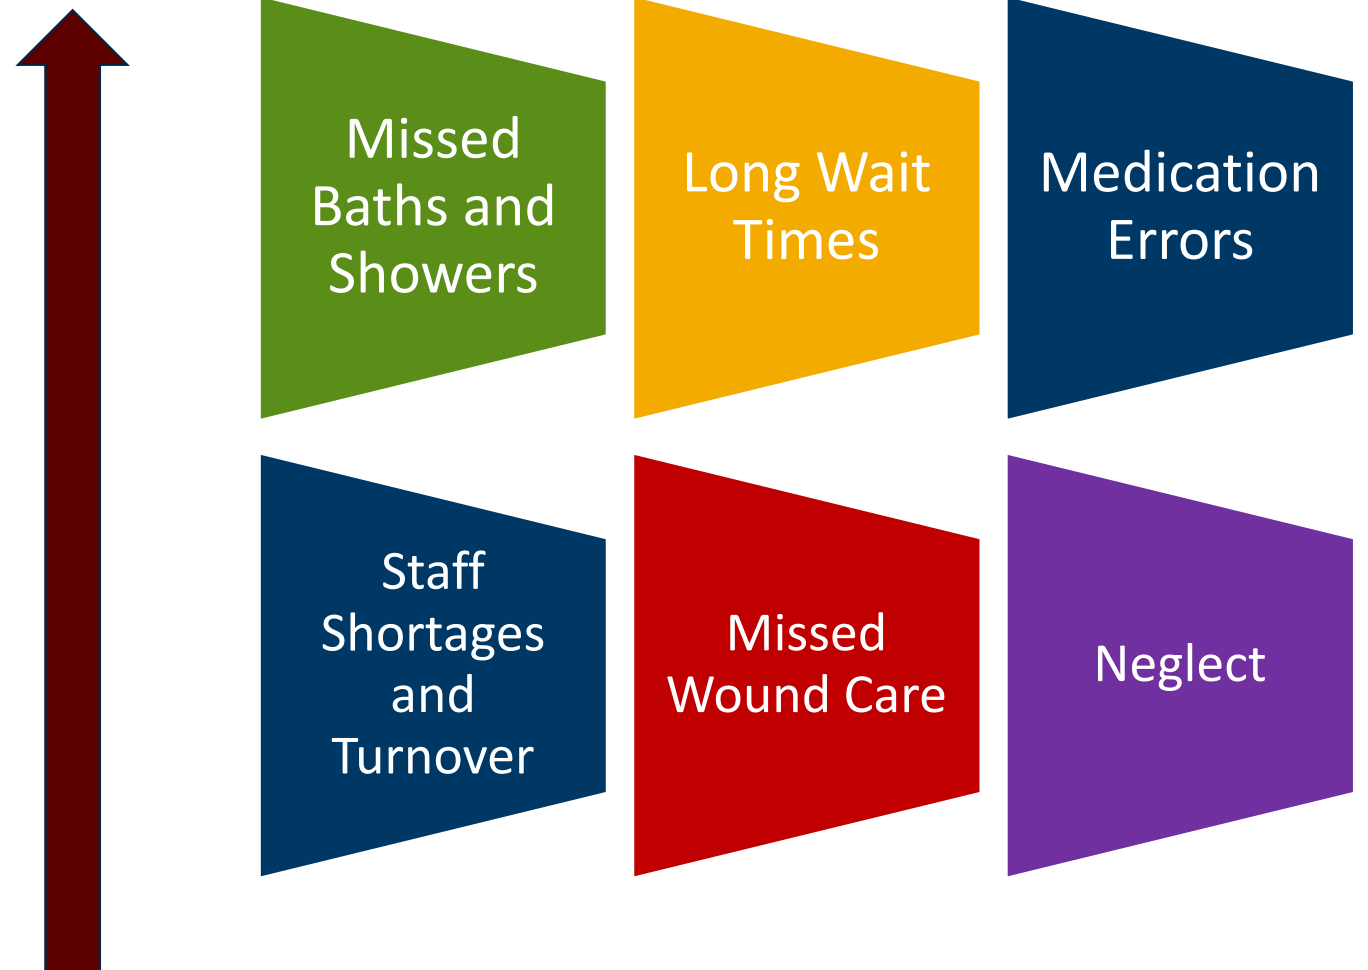 Missed
Baths and
Showers
Long Wait
Times
Medication
Errors
Staff
Shortages
and
Turnover
Missed
Wound Care
Neglect